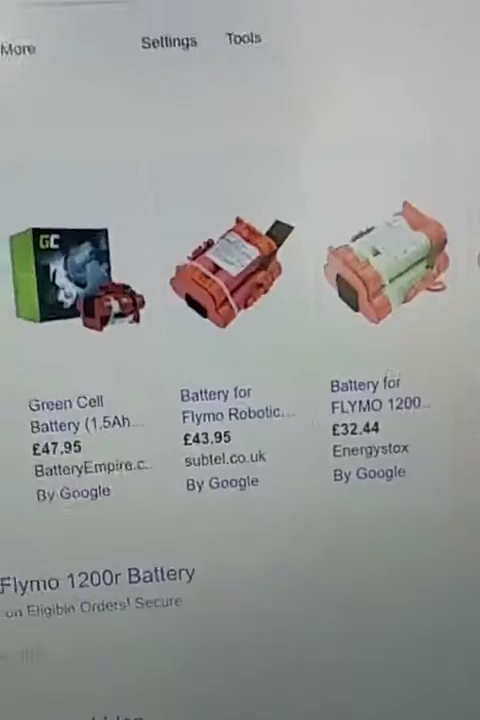 More Settings Tools
GC
Green Cell
Battery (1,5Ah...
£47.95
BatteryEmpire.c..
By Google
Battery for
Flymo Robotic...
£43.95
subtel.co.uk
By Google
Battery for
FLYMO 1200...
£32.44
Energystox
By Google
Flymo 1200r Battery
on Eligible Orders! Secure